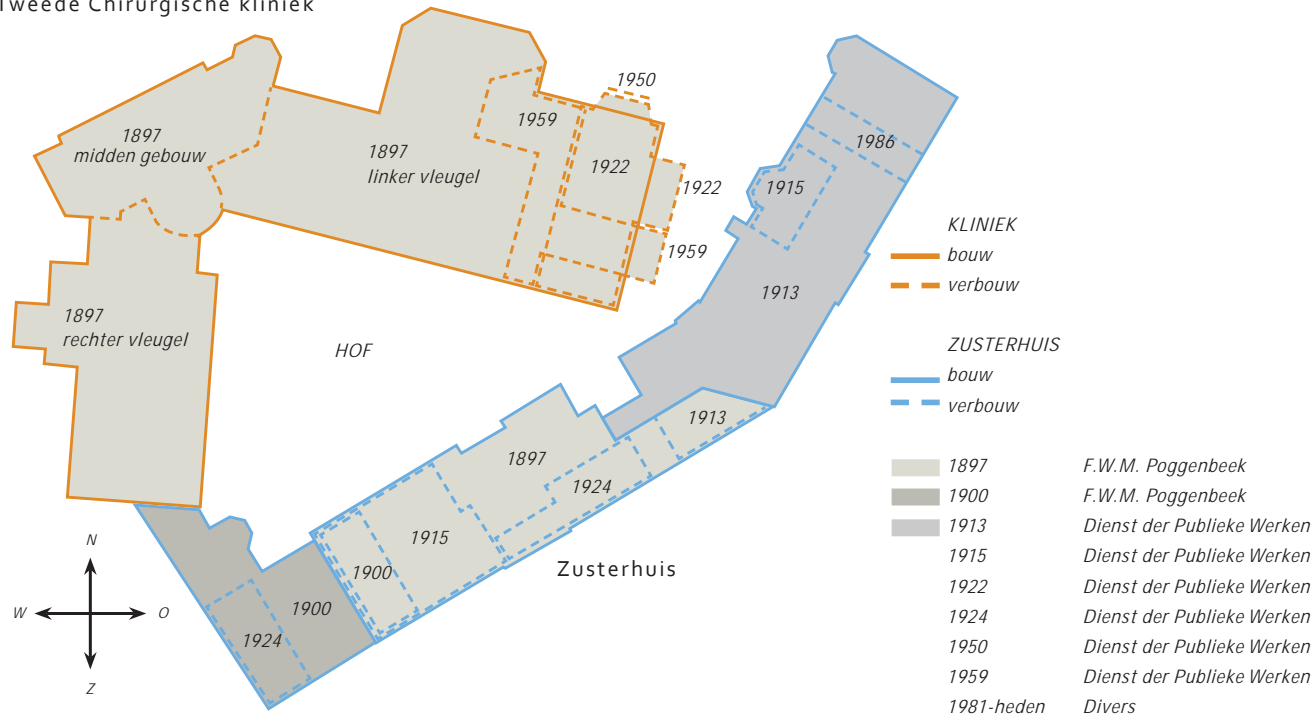 Tweede Chirurgische kliniek
1950
1959
1897
midden gebouw
1897
linker vleugel
1922
1922
1959
1986
1915
1913
1897
rechter vleugel
HOF
1913
1897
1924
1915
1900
1900
1924
Zusterhuis
N
W
O
Z
KLINIEK
bouw
verbouw
ZUSTERHUIS
bouw
verbouw
1897 F.W.M. Poggenbeek
1900 F.W.M. Poggenbeek
1913 Dienst der Publieke Werken
1915 Dienst der Publieke Werken
1922 Dienst der Publieke Werken
1924 Dienst der Publieke Werken
1950 Dienst der Publieke Werken
1959 Dienst der Publieke Werken
1981-heden Divers